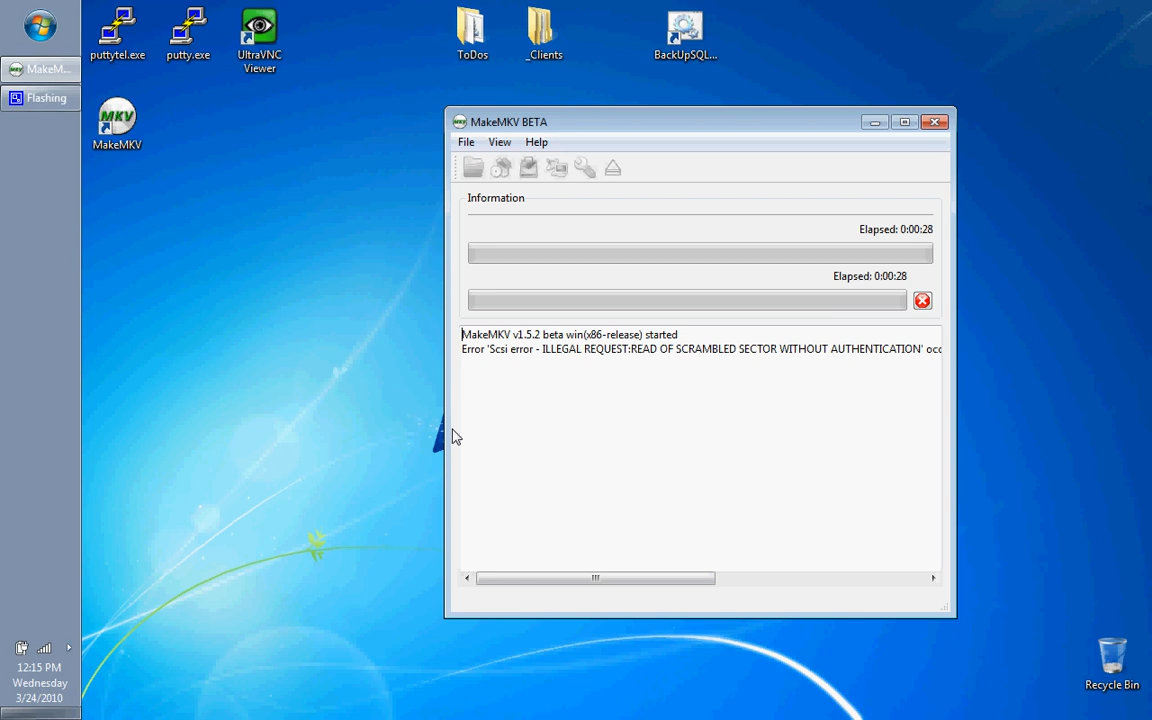 MakeM...
Flashing
puttytel.exe
putty.exe
UltraVNC
Viewer
ToDos
_Clients
BackUpSQL...
MKV
MakeMKV
MKV
MakeMKV BETA
File View Help
Information
Elapsed: 0:00:28
Elapsed: 0:00:28
MakeMKV v1.5.2 beta win(x86-release) started
Error 'Scsi error - ILLEGAL REQUEST:READ OF SCRAMBLED SECTOR WITHOUT AUTHENTICATION' occ
12:15 PM
Wednesday
3/24/2010
Recycle Bin